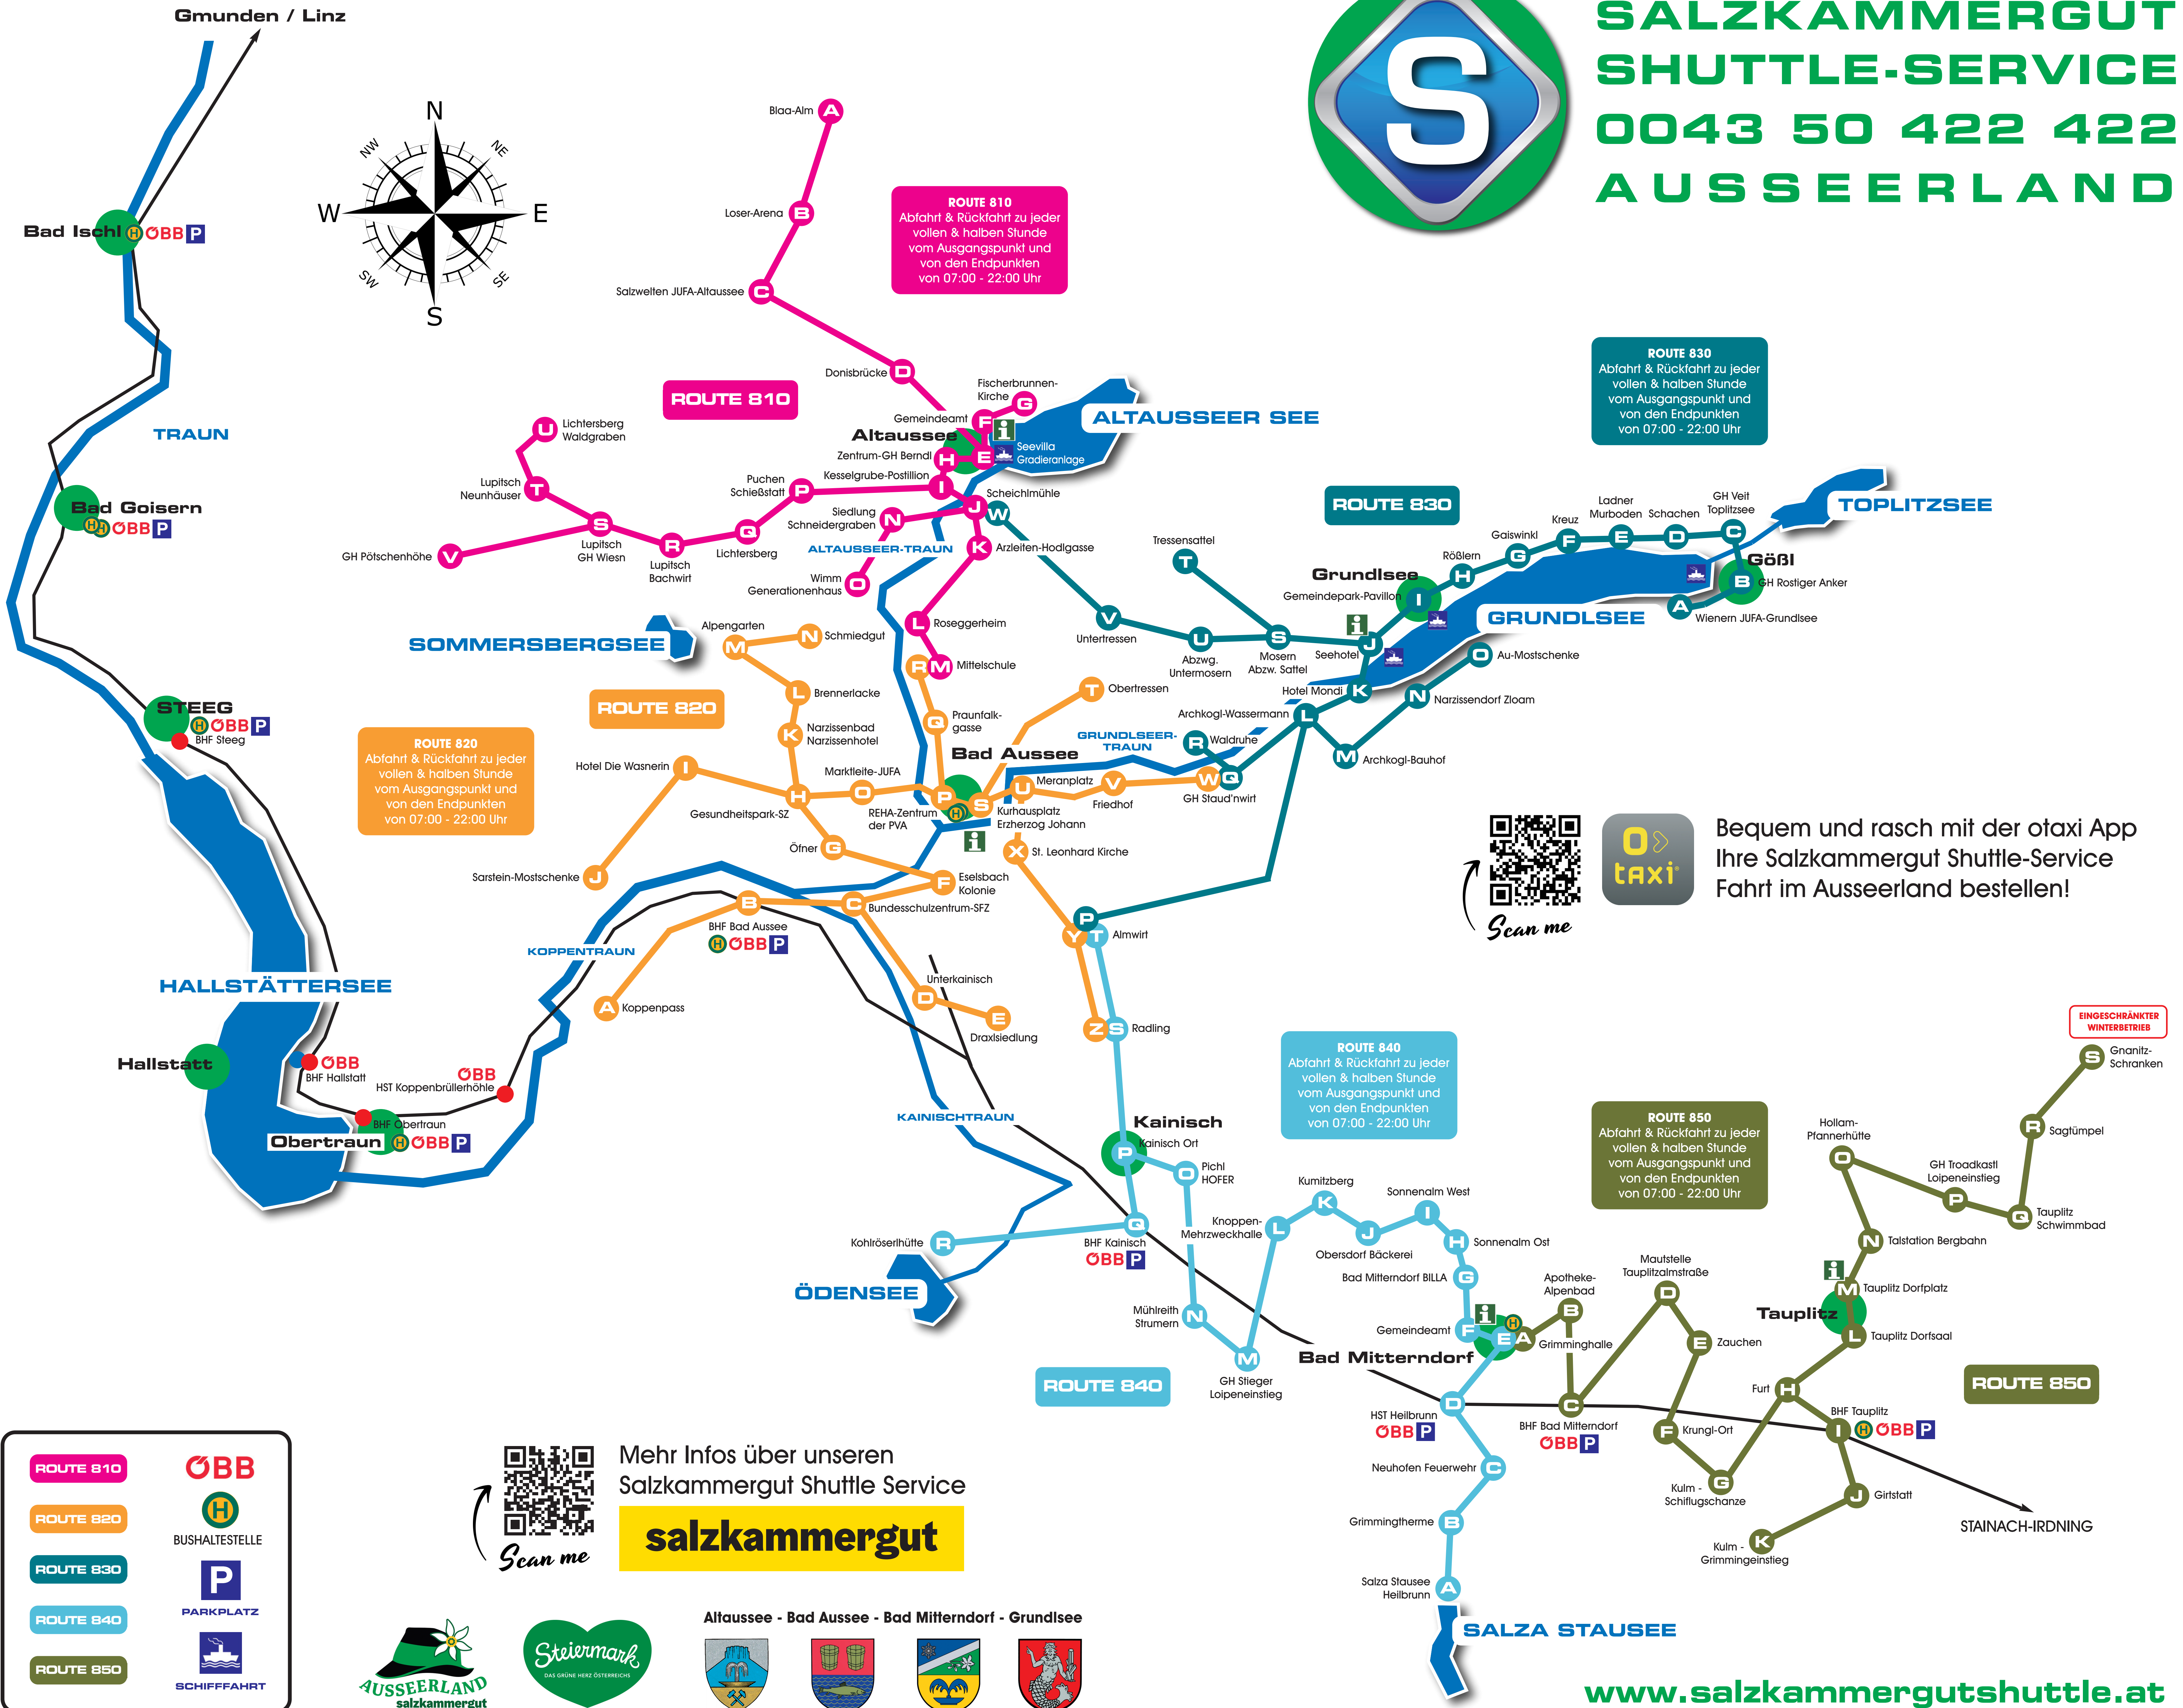 Gmunden / Linz
SALZKAMMERGUT
SHUTTLE-SERVICE
0043 50 422 422
AUSSEERLAND
S
N
NE
E
SE
S
SW
W
NW
Bad Ischl
H ÖBB P
TRAUN
Bad Goisern
H H ÖBB P
STEEG
H ÖBB P
BHF Steeg
HALLSTÄTTERSEE
Hallstatt
ÖBB
BHF Hallstatt
ÖBB
HST Koppenbrüllerhöhle
BHF Obertraun
Obertraun H ÖBB P
KOPPENTRAUN
ROUTE 810
Abfahrt & Rückfahrt zu jeder
vollen & halben Stunde
vom Ausgangspunkt und
von den Endpunkten
von 07:00 - 22:00 Uhr
ROUTE 810
Blaa-Alm A
Loser-Arena B
Salzwelten JUFA-Altaussee C
Donisbrücke D
Fischerbrunnen-
Kirche G
Gemeindeamt F
i
Altaussee
Zentrum-GH Berndl H
E Seevilla
Gradieranlage
Kesselgrube-Postillion I
ALTAUSSEER SEE
J
K Arzleiten-Hodlgasse
L Roseggerheim
M Mittelschule
Siedlung
Schneidergraben N
Wimm
Generationenhaus O
ALTAUSSEER-TRAUN
Puchen
Schießstatt P
Q
Lichtersberg
R
Lupitsch
Bachwirt
S
Lupitsch
GH Wiesn
Lupitsch
Neunhäuser T
U Lichtersberg
Waldgraben
GH Pötschenhöhe V
ROUTE 830
Abfahrt & Rückfahrt zu jeder
vollen & halben Stunde
vom Ausgangspunkt und
von den Endpunkten
von 07:00 - 22:00 Uhr
ROUTE 830
TOPLITZSEE
Scheichlmühle
W
Tressensattel
T
V
Untertressen
U
Abzwg.
Untermosern
S
Mosern
Abzw. Sattel
i
Seehotel J
Grundlsee
Gemeindepark-Pavillon I
Rößlern
H
Gaiswinkl
G
Kreuz
F
Ladner
Murboden
E
Schachen
D
GH Veit
Toplitzsee
C
Gößl
B GH Rostiger Anker
A
Wienern JUFA-Grundlsee
GRUNDLSEE
O Au-Mostschenke
N Narzissendorf Zloam
Hotel Mondi K
Archkogl-Wassermann
L
M Archkogl-Bauhof
R Waldruhe
Q
P
GRUNDLSEER-
TRAUN
SOMMERSBERGSEE
ROUTE 820
ROUTE 820
Abfahrt & Rückfahrt zu jeder
vollen & halben Stunde
vom Ausgangspunkt und
von den Endpunkten
von 07:00 - 22:00 Uhr
Alpengarten
M
N Schmiedgut
L Brennerlacke
K Narzissenbad
Narzissenhotel
Hotel Die Wasnerin I
Sarstein-Mostschenke J
Gesundheitspark-SZ
H
Marktleite-JUFA
O
Öfner G
F Eselsbach
Kolonie
C Bundesschulzentrum-SFZ
B
BHF Bad Aussee
H ÖBB P
A Koppenpass
Unterkainisch
D
E
Draxlsiedlung
R
Q Praunfalk-
gasse
Bad Aussee
P
REHA-Zentrum
der PVA
H
i
S
Kurhausplatz
Erzherzog Johann
T Obertressen
U Meranplatz
V
Friedhof
W
GH Staud'nwirt
X St. Leonhard Kirche
Y T Almwirt
Z S Radling
KAINISCHTRAUN
Kainisch
Kainisch Ort
P
O Pichl
HOFER
Q
BHF Kainisch
ÖBB P
Kohlröserlhütte R
ÖDENSEE
Mühlreith
Strumern N
M
GH Stieger
Loipeneinstieg
Knoppen-
Mehrzweckhalle L
Kumitzberg
K
J
Obersdorf Bäckerei
Sonnenalm West
I
H Sonnenalm Ost
Bad Mitterndorf BILLA G
Gemeindeamt F
i
H
E A Grimminghalle
Bad Mitterndorf
D
HST Heilbrunn
ÖBB P
Neuhofen Feuerwehr C
Grimmingtherme B
Salza Stausee
Heilbrunn A
SALZA STAUSEE
ROUTE 840
Abfahrt & Rückfahrt zu jeder
vollen & halben Stunde
vom Ausgangspunkt und
von den Endpunkten
von 07:00 - 22:00 Uhr
ROUTE 840
ROUTE 850
Abfahrt & Rückfahrt zu jeder
vollen & halben Stunde
vom Ausgangspunkt und
von den Endpunkten
von 07:00 - 22:00 Uhr
ROUTE 850
Apotheke-
Alpenbad
B
C
BHF Bad Mitterndorf
ÖBB P
Mautstelle
Tauplitzalmstraße
D
E Zauchen
F Krungl-Ort
G
Kulm -
Schiflugschanze
Furt H
BHF Tauplitz
I H ÖBB P
J Girtstatt
K
Kulm -
Grimmingeinstieg
L Tauplitz Dorfsaal
Tauplitz
i
M Tauplitz Dorfplatz
N Talstation Bergbahn
Hollam-
Pfannerhütte
O
GH Troadkastl
Loipeneinstieg
P
Q Tauplitz
Schwimmbad
R Sagtümpel
EINGESCHRÄNKTER
WINTERBETRIEB
S Gnanitz-
Schranken
STAINACH-IRDNING
Scan me
O
taxi
Bequem und rasch mit der otaxi App
Ihre Salzkammergut Shuttle-Service
Fahrt im Ausseerland bestellen!
Scan me
Mehr Infos über unseren
Salzkammergut Shuttle Service
salzkammergut
ROUTE 810
ROUTE 820
ROUTE 830
ROUTE 840
ROUTE 850
ÖBB
H
BUSHALTESTELLE
P
PARKPLATZ
SCHIFFFAHRT
AUSSEERLAND
salzkammergut
Steiermark
DAS GRÜNE HERZ ÖSTERREICHS
Altaussee - Bad Aussee - Bad Mitterndorf - Grundlsee
www.salzkammergutshuttle.at